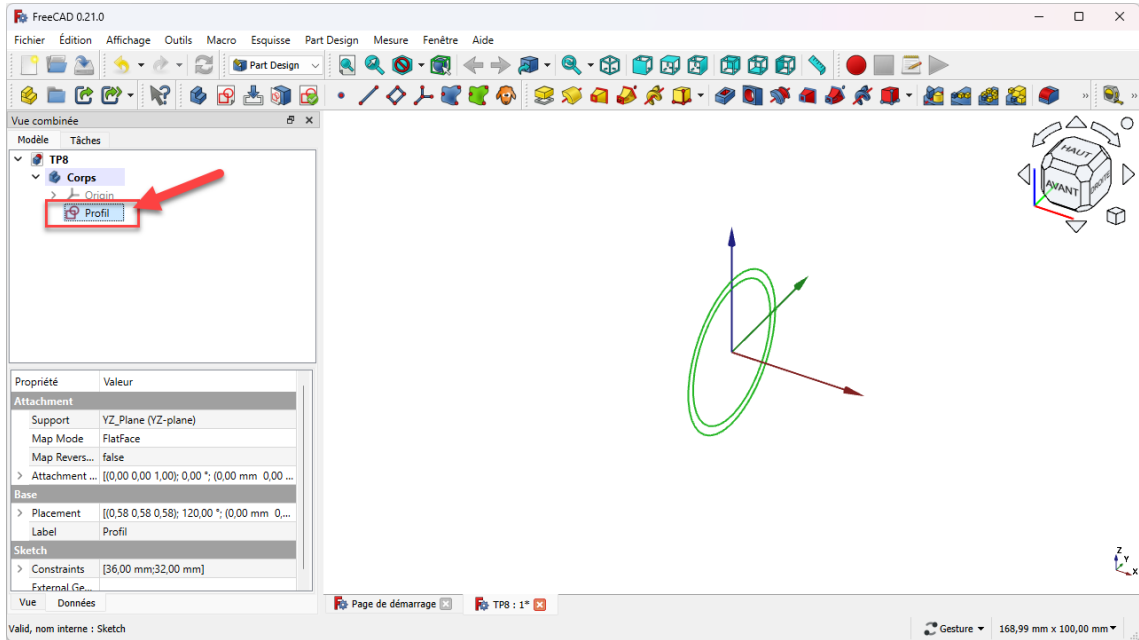 FreeCAD 0.21.0
Fichier Édition Affichage Outils Macro Esquisse Part Design Mesure Fenêtre Aide
Part Design
Vue combinée
Modèle Tâches
TP8
Corps
Origin
Profil
HAUT
AVANT
DROITE
Propriété Valeur
Attachment
Support YZ_Plane (YZ-plane)
Map Mode FlatFace
Map Revers... false
Attachment ... [(0,00 0,00 1,00); 0,00 °; (0,00 mm 0,00 ...
Base
Placement [(0,58 0,58 0,58); 120,00 °; (0,00 mm 0,...
Label Profil
Sketch
Constraints [36,00 mm;32,00 mm]
External Ge...
Z
Y
X
Vue Données
Page de démarrage TP8 : 1*
Valid, nom interne : Sketch
Gesture 168,99 mm x 100,00 mm